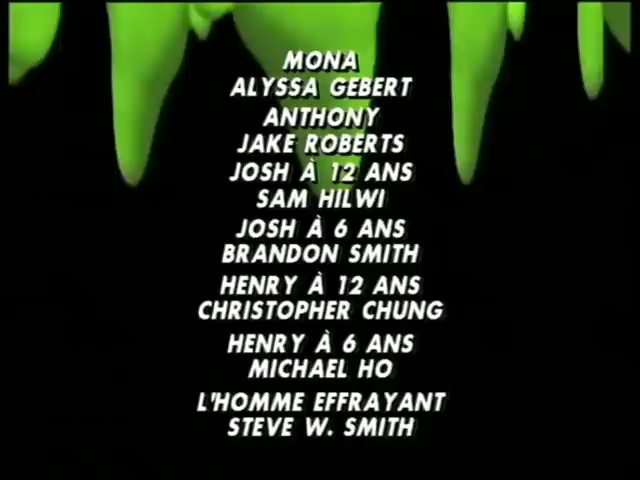 MONA
ALYSSA GEBERT
ANTHONY
JAKE ROBERTS
JOSH À 12 ANS
SAM HILWI
JOSH À 6 ANS
BRANDON SMITH
HENRY À 12 ANS
CHRISTOPHER CHUNG
HENRY À 6 ANS
MICHAEL HO
L'HOMME EFFRAYANT
STEVE W. SMITH